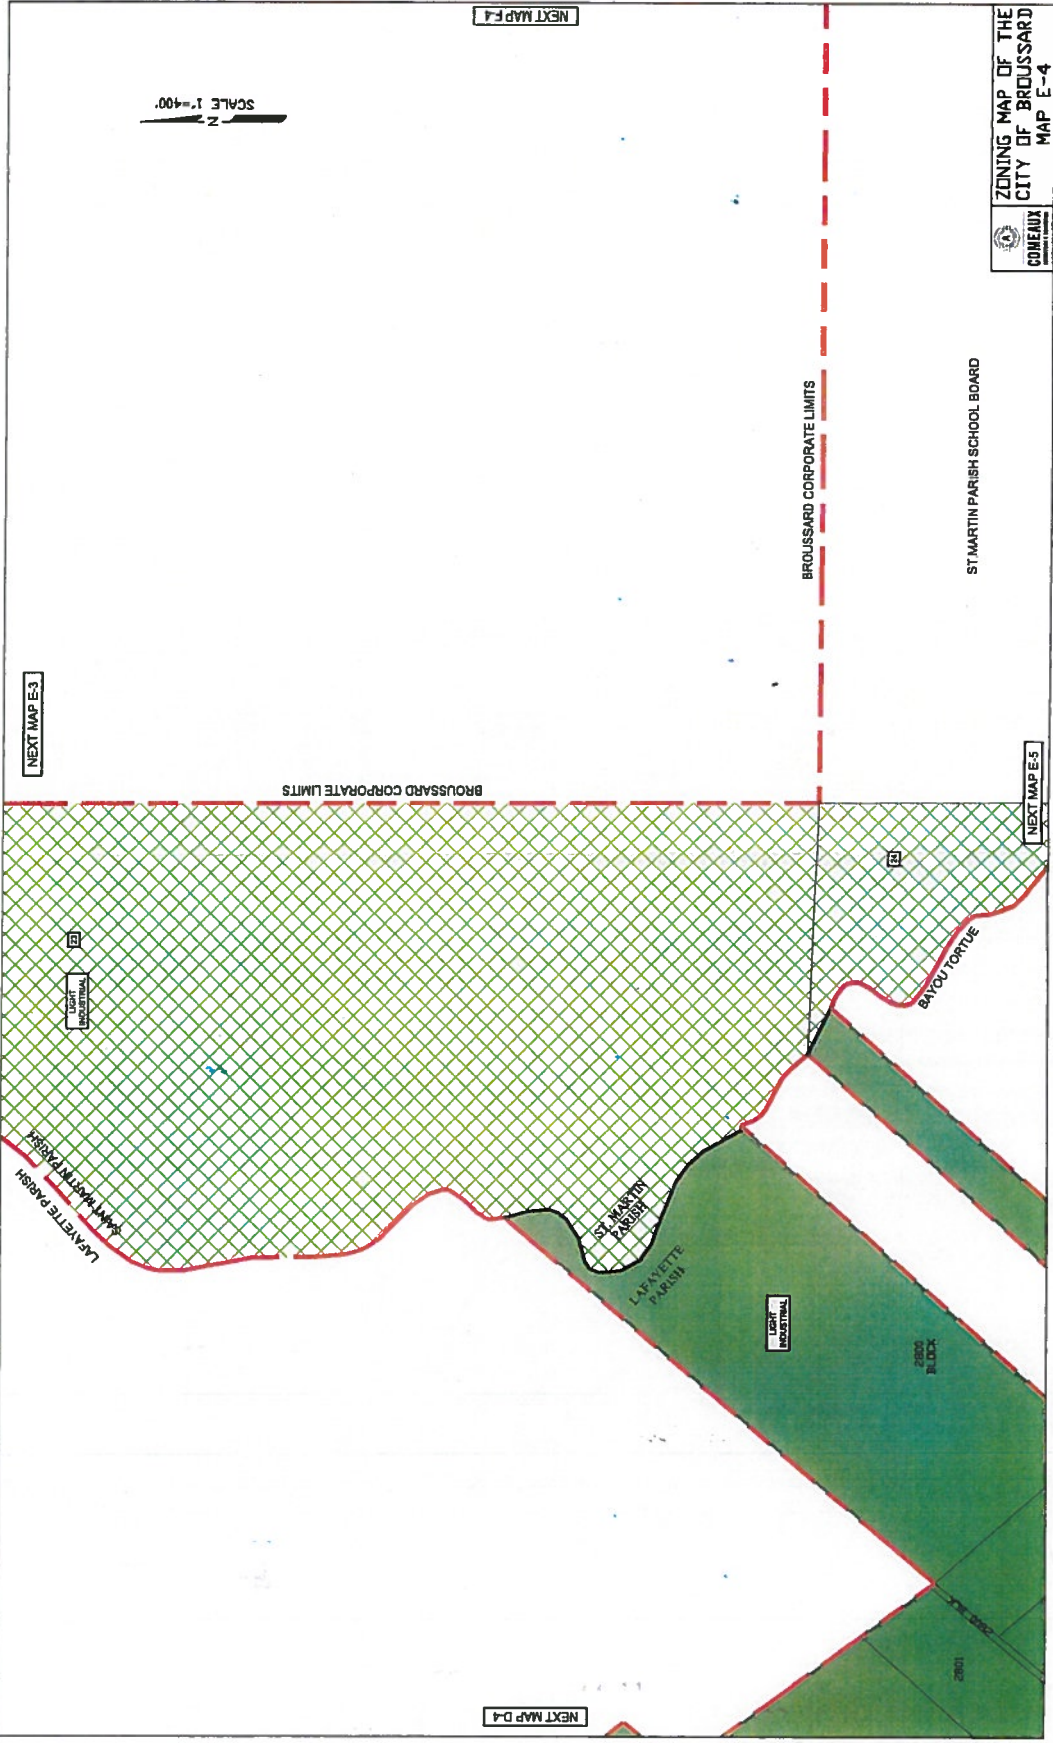 NEXT MAP E-3
NEXT MAP F-4
SCALE 1"=400'
N
ZONING MAP OF THE
CITY OF BROUSSARD
MAP E-4
COMEAUX
BROUSSARD CORPORATE LIMITS
BROUSSARD CORPORATE LIMITS
ST.MARTIN PARISH SCHOOL BOARD
NEXT MAP E-5
23
LIGHT
INDUSTRIAL
24
BAYOU TORTUE
SAINT MARTIN PARISH
LAFAYETTE PARISH
ST. MARTIN
PARISH
LAFAYETTE
PARISH
LIGHT
INDUSTRIAL
2800
BLOCK
2801
NEXT MAP D-4